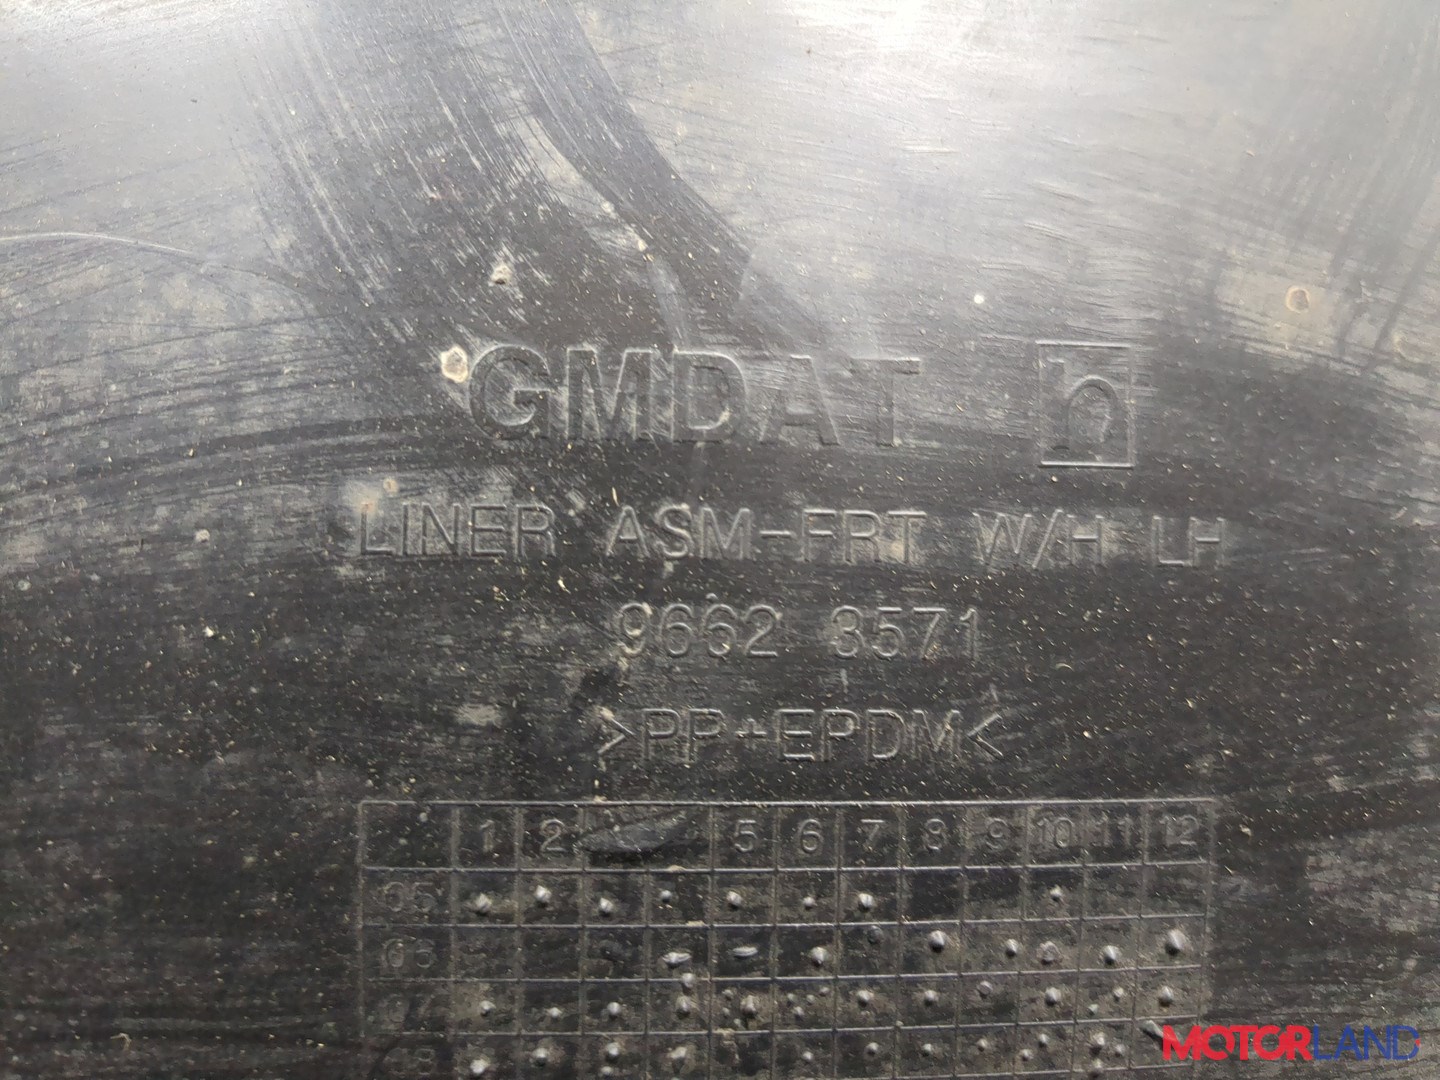 GMDAT h
LINER ASM-FRT W/H LH
9662 3571
>PP+EPDM<
1 2 5 6 7 8 9 10 11 12
05
06
MOTORLAND